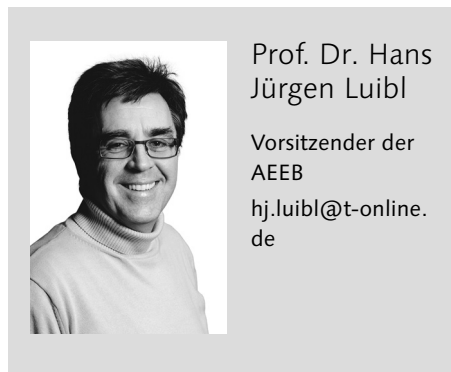 Prof. Dr. Hans
Jürgen Luibl
Vorsitzender der
AEEB
hj.luibl@t-online.
de